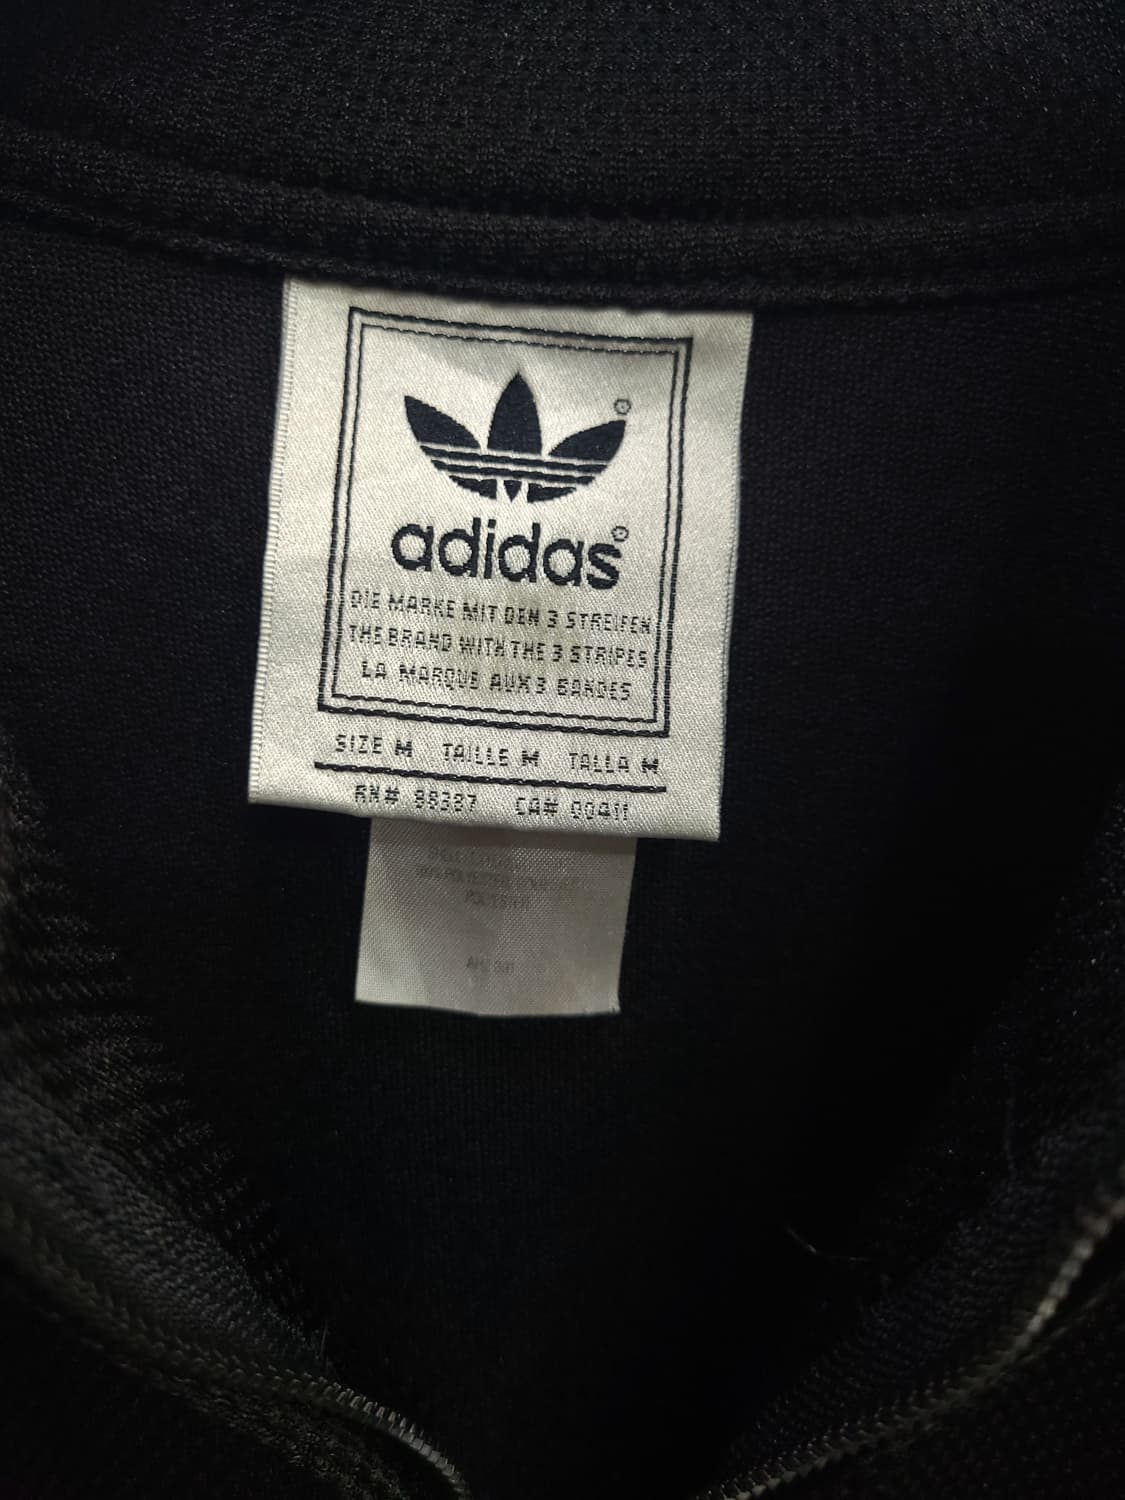 adidas
DIE MARKE MIT DEN 3 STREIFEN
THE BRAND WITH THE 3 STRIPES
LA MARQUE AUX 3 BANDES
SIZE M TAILLE M TALLA M
RN# 88387 CA# 00411
POLYESTER